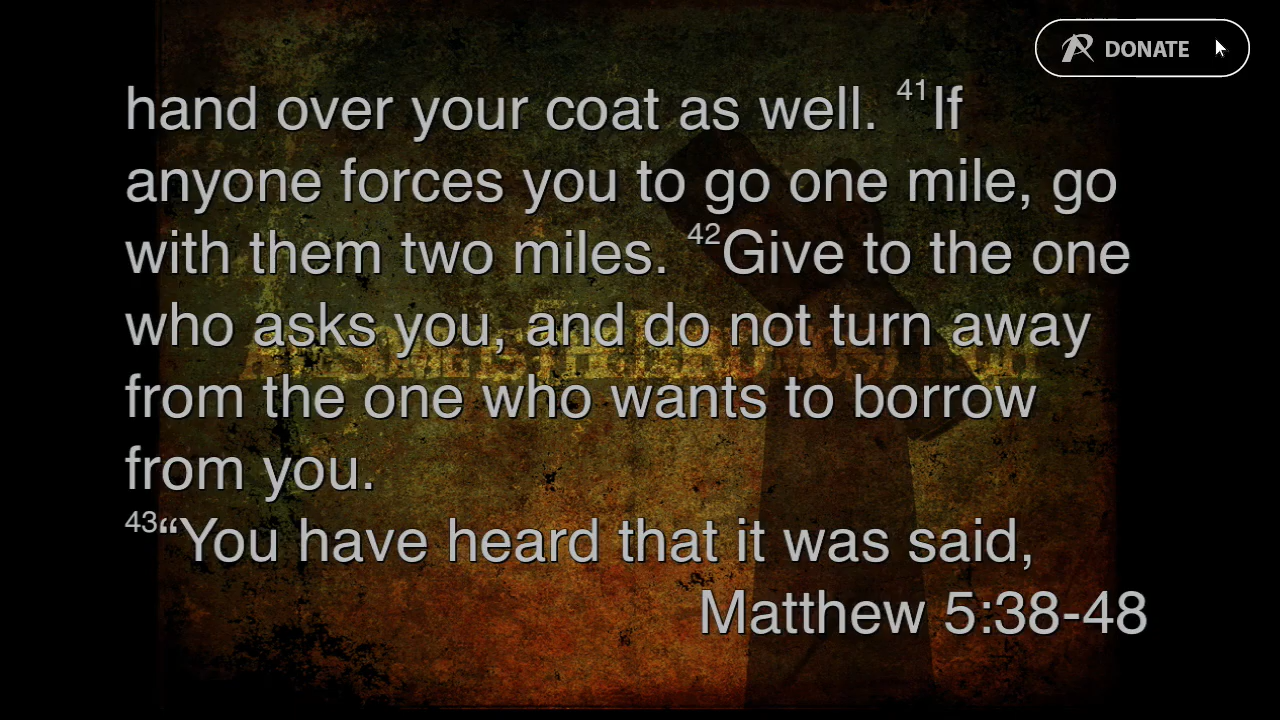 DONATE
hand over your coat as well. 41If
anyone forces you to go one mile, go
with them two miles. 42Give to the one
who asks you, and do not turn away
from the one who wants to borrow
from you.
43“You have heard that it was said,
Matthew 5:38-48